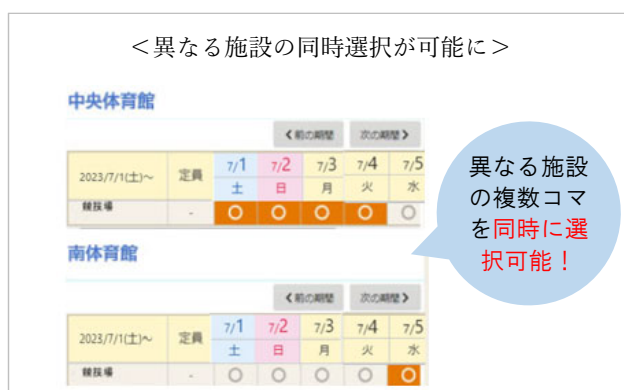 ＜異なる施設の同時選択が可能に＞
中央体育館
❮前の期間 次の期間❯
2023/7/1(土)～ 定員 7/1 7/2 7/3 7/4 7/5
土 日 月 火 水
競技場 - ○ ○ ○ ○ ○
異なる施設
の複数コマ
を同時に選
択可能！
南体育館
❮前の期間 次の期間❯
2023/7/1(土)～ 定員 7/1 7/2 7/3 7/4 7/5
土 日 月 火 水
競技場 - ○ ○ ○ ○ ○